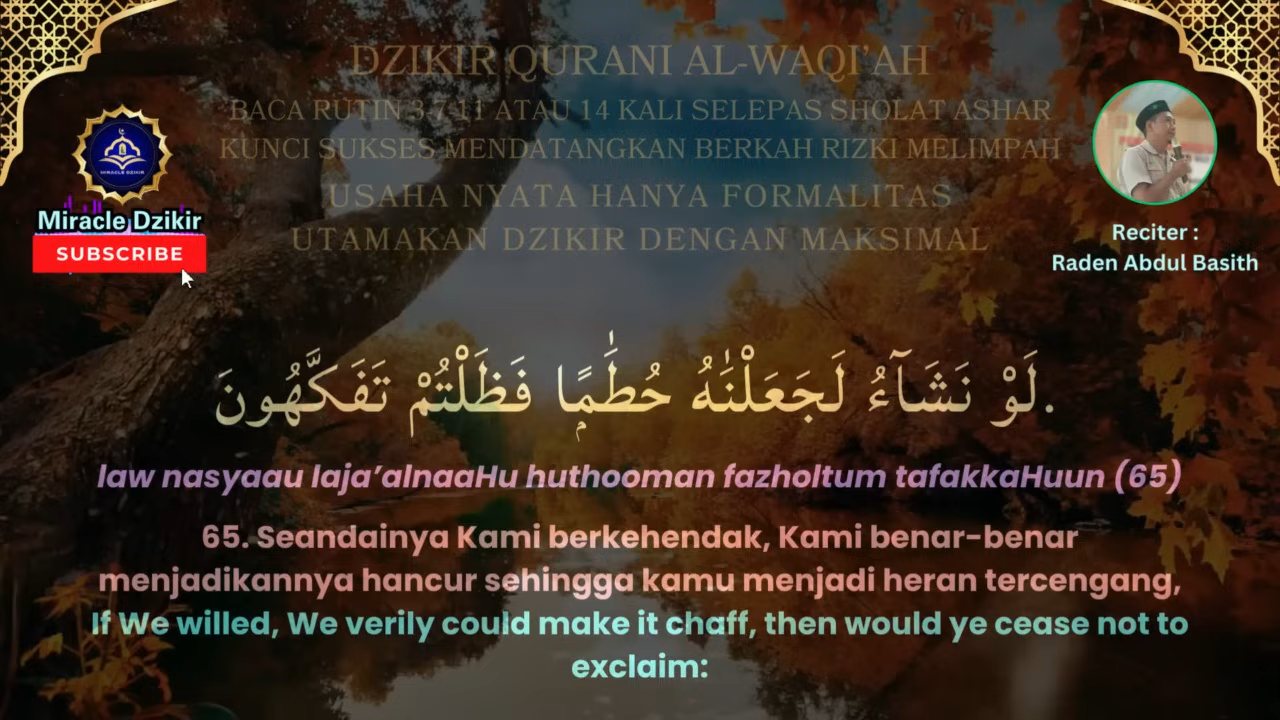 DZIKIR QURANI AL-WAQI'AH
BACA RUTIN 3-7-11 ATAU 14 KALI SELEPAS SHOLAT ASHAR
KUNCI SUKSES MENDATANGKAN BERKAH RIZKI MELIMPAH
USAHA NYATA HANYA FORMALITAS
UTAMAKAN DZIKIR DENGAN MAKSIMAL
MIRACLE DZIKIR
Miracle Dzikir
SUBSCRIBE
Reciter :
Raden Abdul Basith
.لَوْ نَشَآءُ لَجَعَلْنَٰهُ حُطَٰمًۭا فَظَلْتُمْ تَفَكَّهُونَ
law nasyaau laja’alnaaHu huthooman fazholtum tafakkaHuun (65)
65. Seandainya Kami berkehendak, Kami benar-benar
menjadikannya hancur sehingga kamu menjadi heran tercengang,
If We willed, We verily could make it chaff, then would ye cease not to
exclaim: